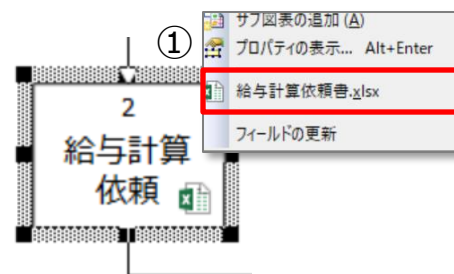 サブ図表の追加 (A)
①
プロパティの表示... Alt+Enter
給与計算依頼書.xlsx
フィールドの更新
2
給与計算
依頼